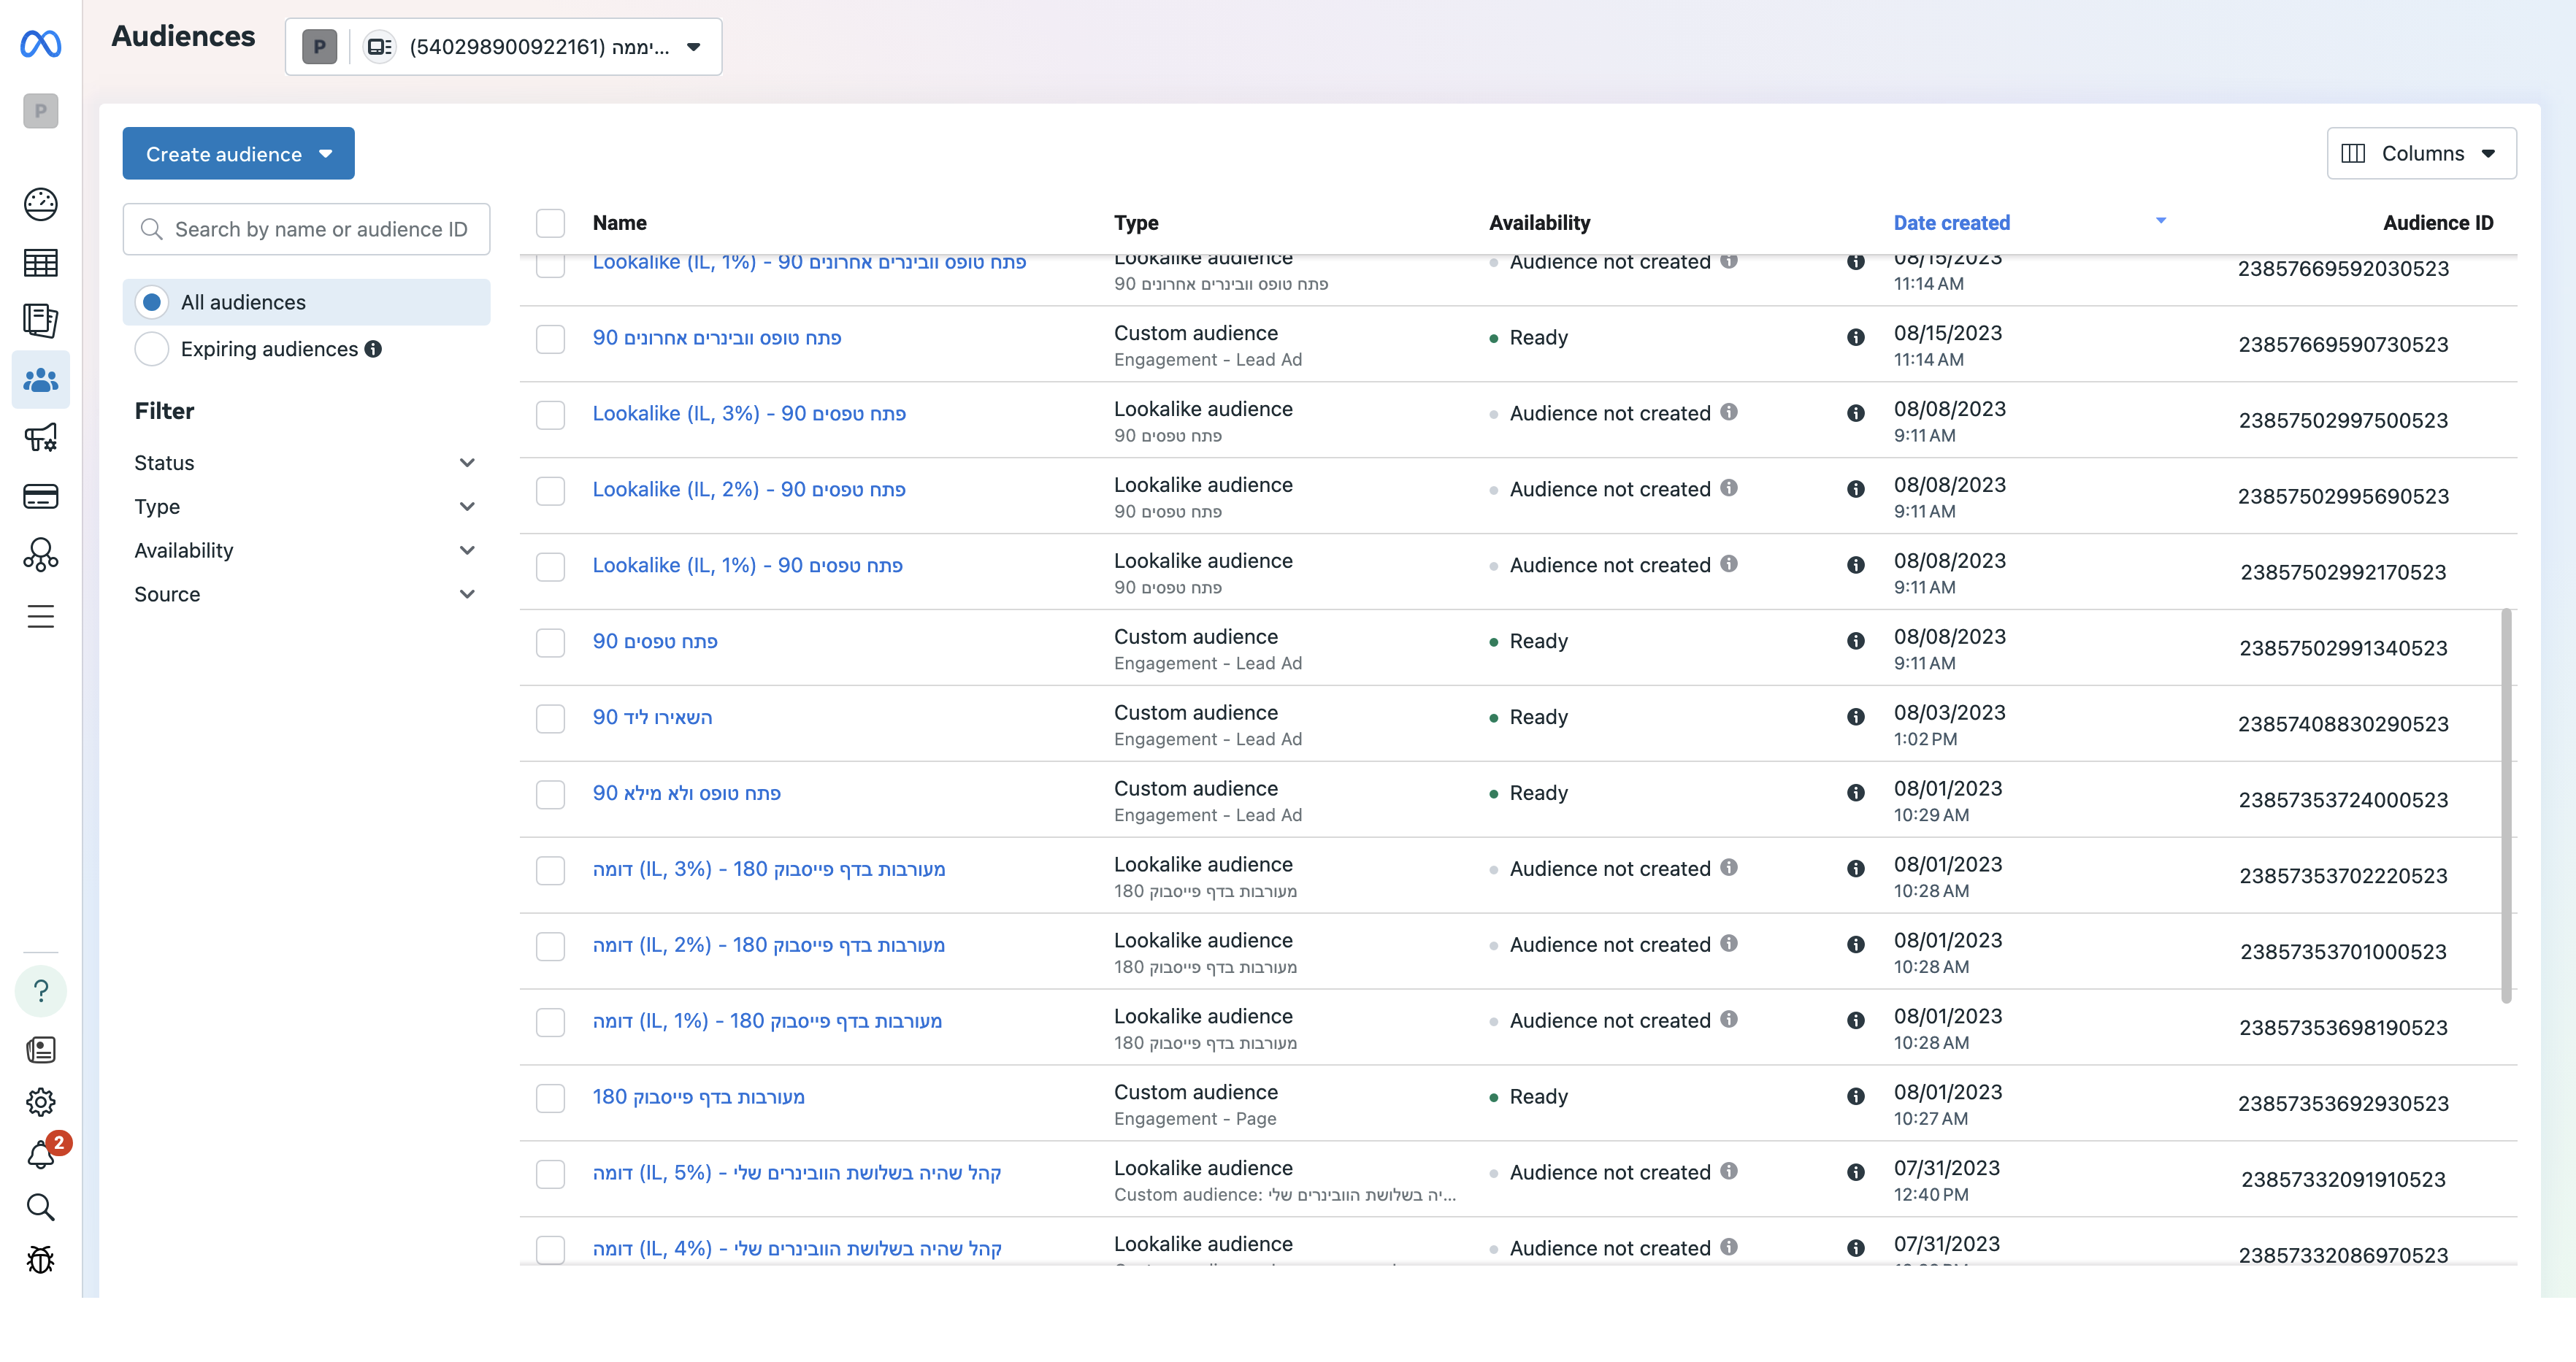 Audiences
P
(540298900922161) יממה...
P
Create audience
Columns
Search by name or audience ID
All audiences
Expiring audiences
Filter
Status
Type
Availability
Source
2
Name Type Availability Date created Audience ID
Lookalike (IL, 1%) - פתח טופס וובינרים אחרונים 90 Lookalike audience Audience not created 08/15/2023 23857669592030523
פתח טופס וובינרים אחרונים 90 11:14 AM
פתח טופס וובינרים אחרונים 90 Custom audience Ready 08/15/2023 23857669590730523
Engagement - Lead Ad 11:14 AM
Lookalike (IL, 3%) - פתח טפסים 90 Lookalike audience Audience not created 08/08/2023 23857502997500523
פתח טפסים 90 9:11 AM
Lookalike (IL, 2%) - פתח טפסים 90 Lookalike audience Audience not created 08/08/2023 23857502995690523
פתח טפסים 90 9:11 AM
Lookalike (IL, 1%) - פתח טפסים 90 Lookalike audience Audience not created 08/08/2023 23857502992170523
פתח טפסים 90 9:11 AM
פתח טפסים 90 Custom audience Ready 08/08/2023 23857502991340523
Engagement - Lead Ad 9:11 AM
השאירו ליד 90 Custom audience Ready 08/03/2023 23857408830290523
Engagement - Lead Ad 1:02 PM
פתח טופס ולא מילא 90 Custom audience Ready 08/01/2023 23857353724000523
Engagement - Lead Ad 10:29 AM
דומה (IL, 3%) - מעורבות בדף פייסבוק 180 Lookalike audience Audience not created 08/01/2023 23857353702220523
מעורבות בדף פייסבוק 180 10:28 AM
דומה (IL, 2%) - מעורבות בדף פייסבוק 180 Lookalike audience Audience not created 08/01/2023 23857353701000523
מעורבות בדף פייסבוק 180 10:28 AM
דומה (IL, 1%) - מעורבות בדף פייסבוק 180 Lookalike audience Audience not created 08/01/2023 23857353698190523
מעורבות בדף פייסבוק 180 10:28 AM
מעורבות בדף פייסבוק 180 Custom audience Ready 08/01/2023 23857353692930523
Engagement - Page 10:27 AM
דומה (IL, 5%) - קהל שהיה בשלושת הוובינרים שלי Lookalike audience Audience not created 07/31/2023 23857332091910523
Custom audience: יה בשלושת הוובינרים שלי... 12:40 PM
דומה (IL, 4%) - קהל שהיה בשלושת הוובינרים שלי Lookalike audience Audience not created 07/31/2023 23857332086970523